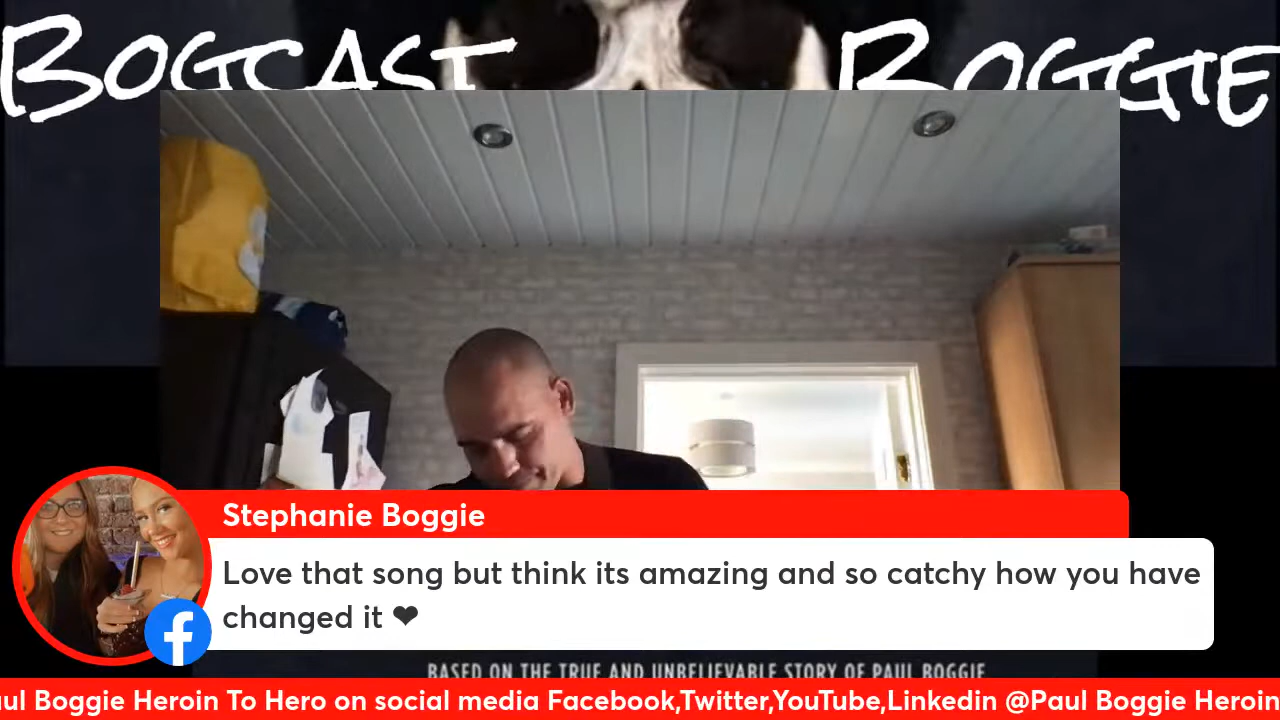 BOGCAST BOGGIE
Stephanie Boggie
Love that song but think its amazing and so catchy how you have
changed it ❤
BASED ON THE TRUE AND UNBELIEVABLE STORY OF PAUL BOGGIE
ul Boggie Heroin To Hero on social media Facebook,Twitter,YouTube,Linkedin @Paul Boggie Heroin